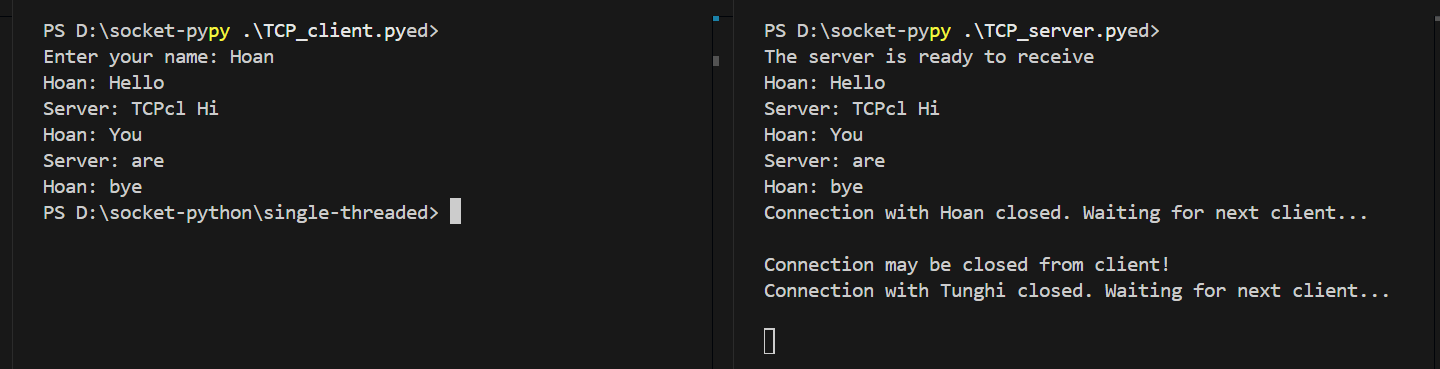 PS D:\socket-pypy .\TCP_client.pyed>
Enter your name: Hoan
Hoan: Hello
Server: TCPcl Hi
Hoan: You
Server: are
Hoan: bye
PS D:\socket-python\single-threaded>
PS D:\socket-pypy .\TCP_server.pyed>
The server is ready to receive
Hoan: Hello
Server: TCPcl Hi
Hoan: You
Server: are
Hoan: bye
Connection with Hoan closed. Waiting for next client...
Connection may be closed from client!
Connection with Tunghi closed. Waiting for next client...